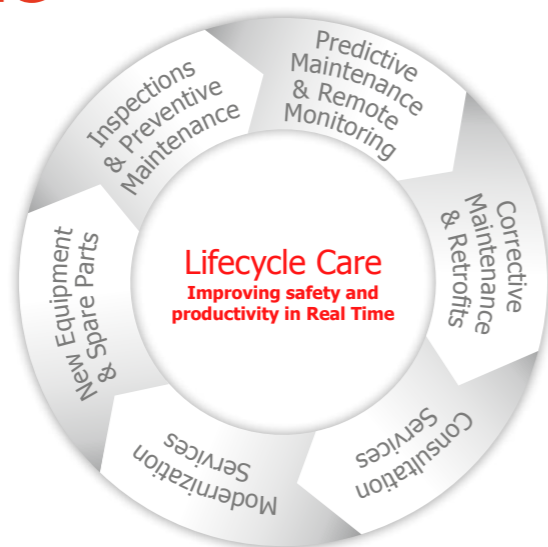 Inspections
& Preventive
Maintenance
Predictive
Maintenance
& Remote
Monitoring
Corrective
Maintenance
& Retrofits
Consultation
Services
Modernization
Services
New Equipment
& Spare Parts
Lifecycle Care
Improving safety and
productivity in Real Time